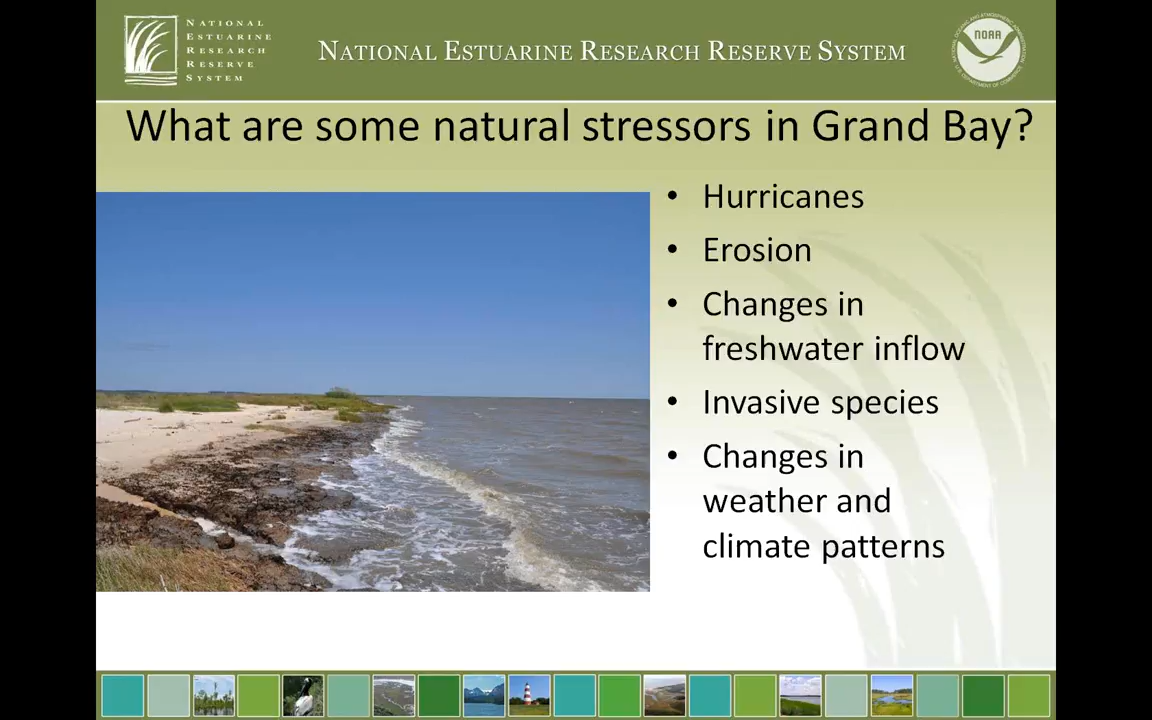 NATIONAL
ESTUARINE
RESEARCH
RESERVE
SYSTEM
NATIONAL ESTUARINE RESEARCH RESERVE SYSTEM
NOAA
What are some natural stressors in Grand Bay?
• Hurricanes
• Erosion
• Changes in
freshwater inflow
• Invasive species
• Changes in
weather and
climate patterns